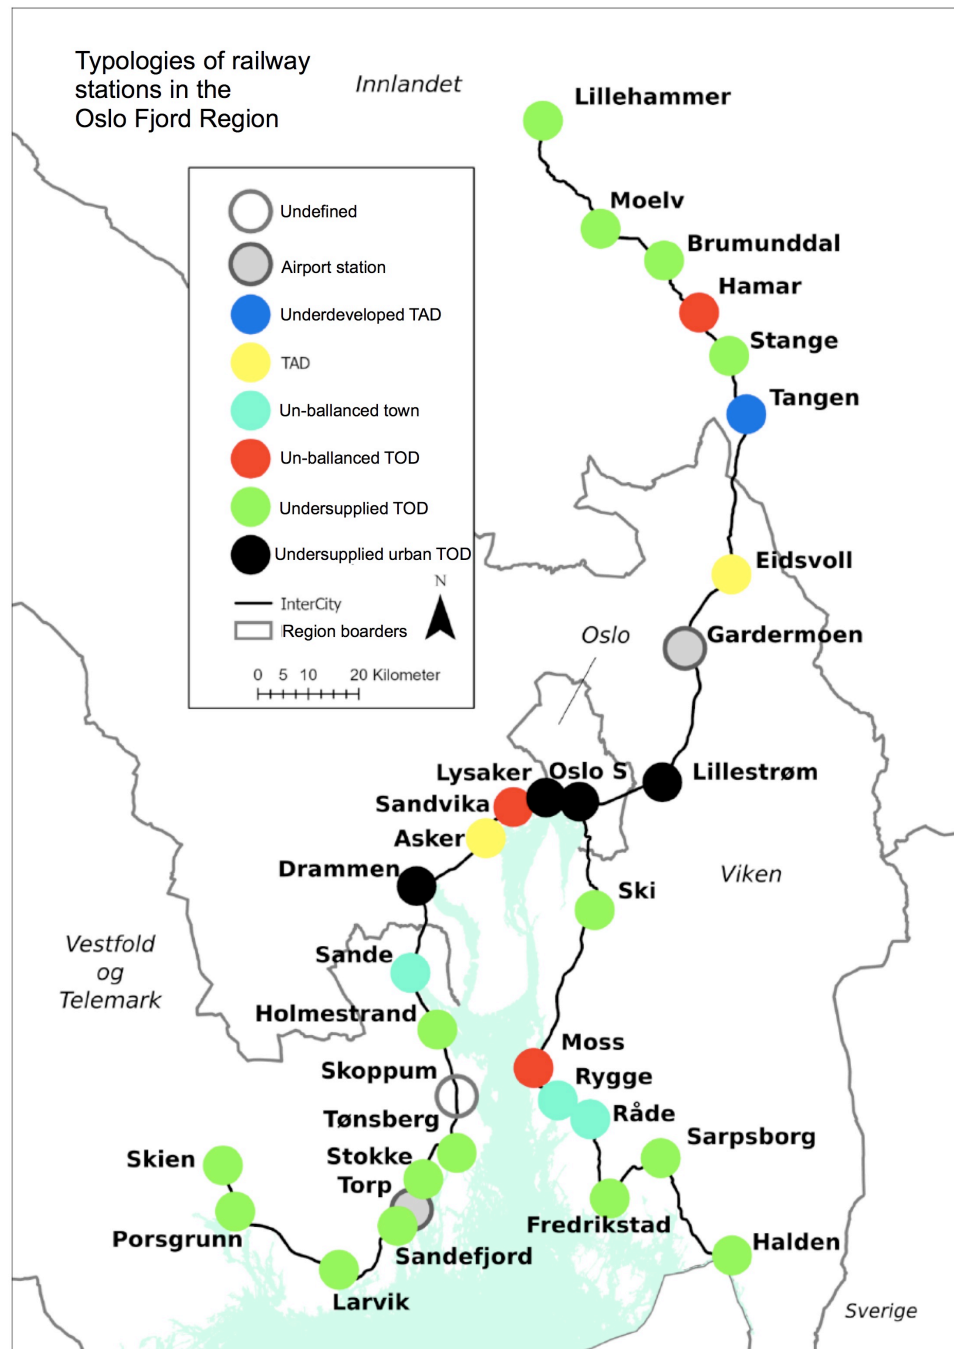 Typologies of railway
stations in the
Oslo Fjord Region
Innlandet
Lillehammer
Moelv
Brumunddal
Hamar
Stange
Tangen
Undefined
Airport station
Underdeveloped TAD
TAD
Un-ballanced town
Un-ballanced TOD
Undersupplied TOD
Undersupplied urban TOD
N
InterCity
Region boarders
0 5 10 20 Kilometer
Eidsvoll
Oslo
Gardermoen
Lysaker
Oslo S
Lillestrøm
Sandvika
Asker
Drammen
Ski
Viken
Vestfold
og
Telemark
Sande
Holmestrand
Moss
Skoppum
Rygge
Tønsberg
Råde
Stokke
Sarpsborg
Skien
Torp
Fredrikstad
Porsgrunn
Sandefjord
Halden
Larvik
Sverige